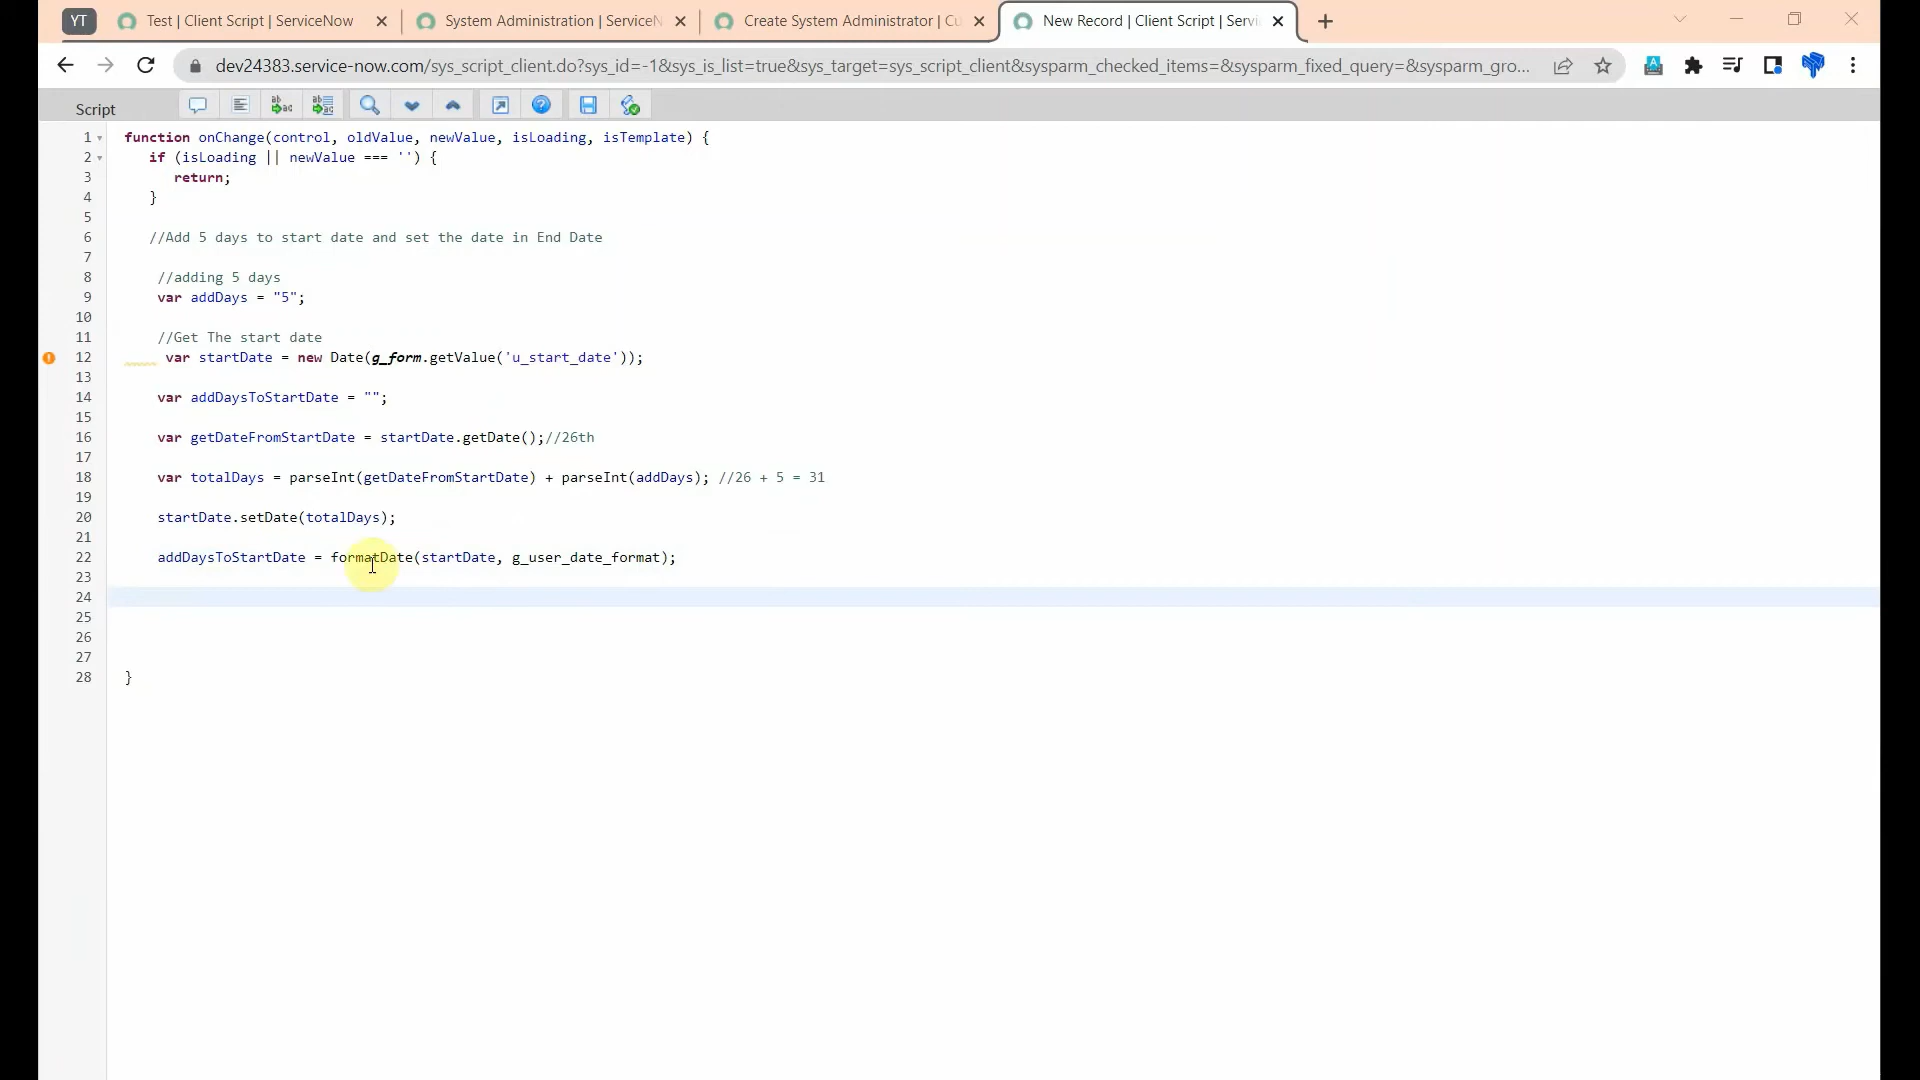 YT
Test | Client Script | ServiceNow
System Administration | ServiceN
Create System Administrator | Cu
New Record | Client Script | Servi
dev24383.service-now.com/sys_script_client.do?sys_id=-1&sys_is_list=true&sys_target=sys_script_client&sysparm_checked_items=&sysparm_fixed_query=&sysparm_gro...
Script
1 function onChange(control, oldValue, newValue, isLoading, isTemplate) {
2 if (isLoading || newValue === '') {
3 return;
4 }
5
6 //Add 5 days to start date and set the date in End Date
7
8 //adding 5 days
9 var addDays = "5";
10
11 //Get The start date
12 var startDate = new Date(g_form.getValue('u_start_date'));
13
14 var addDaysToStartDate = "";
15
16 var getDateFromStartDate = startDate.getDate();//26th
17
18 var totalDays = parseInt(getDateFromStartDate) + parseInt(addDays); //26 + 5 = 31
19
20 startDate.setDate(totalDays);
21
22 addDaysToStartDate = formatDate(startDate, g_user_date_format);
23
24
25
26
27
28 }